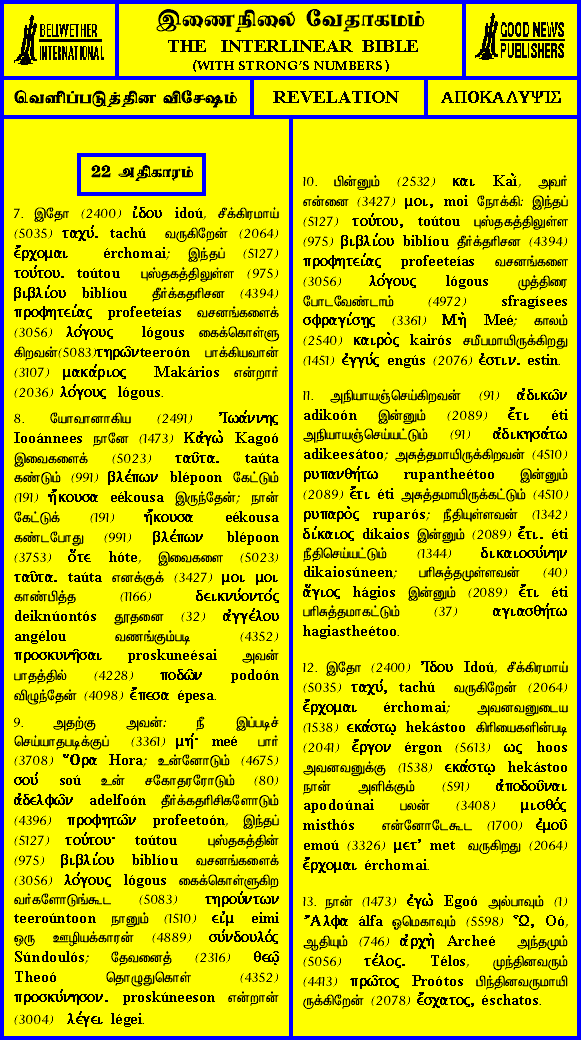 BELLWETHER
INTERNATIONAL
இணைநிலை வேதாகமம்
THE INTERLINEAR BIBLE
(WITH STRONG'S NUMBERS)
GOOD NEWS
PUBLISHERS
வெளிப்படுத்தின விசேஷம்
REVELATION
ΑΠΟΚΑΛΥΨΙΣ
22 அதிகாரம்
7. இதோ (2400) ἰδου idoú, சீக்கிரமாய்
(5035) ταχύ. tachú வருகிறேன் (2064)
ἔρχομαι érchomai; இந்தப் (5127)
τούτου. toútou புஸ்தகத்திலுள்ள (975)
βιβλίου biblíou தீர்க்கதரிசன (4394)
προφητείας profeeteías வசனங்களைக்
(3056) λόγους lógous கைக்கொள்ளு
கிறவன்(5083)τηρῶνteeroón பாக்கியவான்
(3107) μακάριος Makários என்றார்
(2036) λόγους lógous.
8. யோவானாகிய (2491) Ἰωάννης
Iooánnees நானே (1473) Κἀγὼ Kagoó
இவைகளைக் (5023) ταῦτα. taúta
கண்டும் (991) βλέπων blépoon கேட்டும்
(191) ἤκουσα eékousa இருந்தேன்; நான்
கேட்டுக் (191) ἤκουσα eékousa
கண்டபோது (991) βλέπων blépoon
(3753) ὅτε hóte, இவைகளை (5023)
ταῦτα. taúta எனக்குக் (3427) μοι μοι
காண்பித்த (1166) δεικνύοντός
deiknúontós தூதனை (32) ἀγγέλου
angélou வணங்கும்படி (4352)
προσκυνῆσαι proskuneésai அவன்
பாதத்தில் (4228) ποδῶν podoón
விழுந்தேன் (4098) ἔπεσα épesa.
9. அதற்கு அவன்: நீ இப்படிச்
செய்யாதபடிக்குப் (3361) μή· meé பார்
(3708) Ὅρα Hora; உன்னோடும் (4675)
σού soú உன் சகோதரரோடும் (80)
ἀδελφῶν adelfoón தீர்க்கதரிசிகளோடும்
(4396) προφητῶν profeetoón, இந்தப்
(5127) τούτου· toútou புஸ்தகத்தின்
(975) βιβλίου biblíou வசனங்களைக்
(3056) λόγους lógous கைக்கொள்ளுகிற
வர்களோடுங்கூட (5083) τηρούντων
teeroúntoon நானும் (1510) εἰμ eimi
ஒரு ஊழியக்காரன் (4889) σύνδουλός
Súndoulós; தேவனைத் (2316) θεῷ
Theoó தொழுதுகொள் (4352)
προσκύνησον. proskúneeson என்றான்
(3004) λέγει légei.
10. பின்னும் (2532) και Kaì, அவர்
என்னை (3427) μοι, moi நோக்கி: இந்தப்
(5127) τούτου, toútou புஸ்தகத்திலுள்ள
(975) βιβλίου biblíou தீர்க்கதரிசன (4394)
προφητείας profeeteías வசனங்களை
(3056) λόγους lógous முத்திரை
போடவேண்டாம் (4972) sfragísees
σφραγίσῃς (3361) Μὴ Meé; காலம்
(2540) καιρὸς kairós சமீபமாயிருக்கிறது
(1451) ἐγγύς engús (2076) ἐστιν. estin.
11. அநியாயஞ்செய்கிறவன் (91) ἀδικῶν
adikoón இன்னும் (2089) ἔτι éti
அநியாயஞ்செய்யட்டும் (91) ἀδικησάτω
adikeesátoo; அசுத்தமாயிருக்கிறவன் (4510)
ρυπανθήτω rupantheétoo இன்னும்
(2089) ἔτι éti அசுத்தமாயிருக்கட்டும் (4510)
ρυπαρὸς ruparós; நீதியுள்ளவன் (1342)
δίκαιος díkaios இன்னும் (2089) ἔτι. éti
நீதிசெய்யட்டும் (1344) δικαιοσύνην
dikaiosúneen; பரிசுத்தமுள்ளவன் (40)
ἅγιος hágios இன்னும் (2089) ἔτι éti
பரிசுத்தமாகட்டும் (37) αγιασθήτω
hagiastheétoo.
12. இதோ (2400) Ἰδου Idoú, சீக்கிரமாய்
(5035) ταχύ, tachú வருகிறேன் (2064)
ἔρχομαι érchomai; அவனவனுடைய
(1538) εκάστῳ hekástoo கிரியைகளின்படி
(2041) ἔργον érgon (5613) ως hoos
அவனவனுக்கு (1538) εκάστῳ hekástoo
நான் அளிக்கும் (591) ἀποδοῦναι
apodoúnai பலன் (3408) μισθός
misthós என்னோடேகூட (1700) ἐμοῦ
emoú (3326) μετ' met வருகிறது (2064)
ἔρχομαι érchomai.
13. நான் (1473) ἐγὼ Egoó அல்பாவும் (1)
Ἄλφα álfa ஓமெகாவும் (5598) Ὦ, Oó,
ஆதியும் (746) ἀρχὴ Archeé அந்தமும்
(5056) τέλος. Télos, முந்தினவரும்
(4413) πρῶτος Proótos பிந்தினவருமாயி
ருக்கிறேன் (2078) ἔσχατος, éschatos.